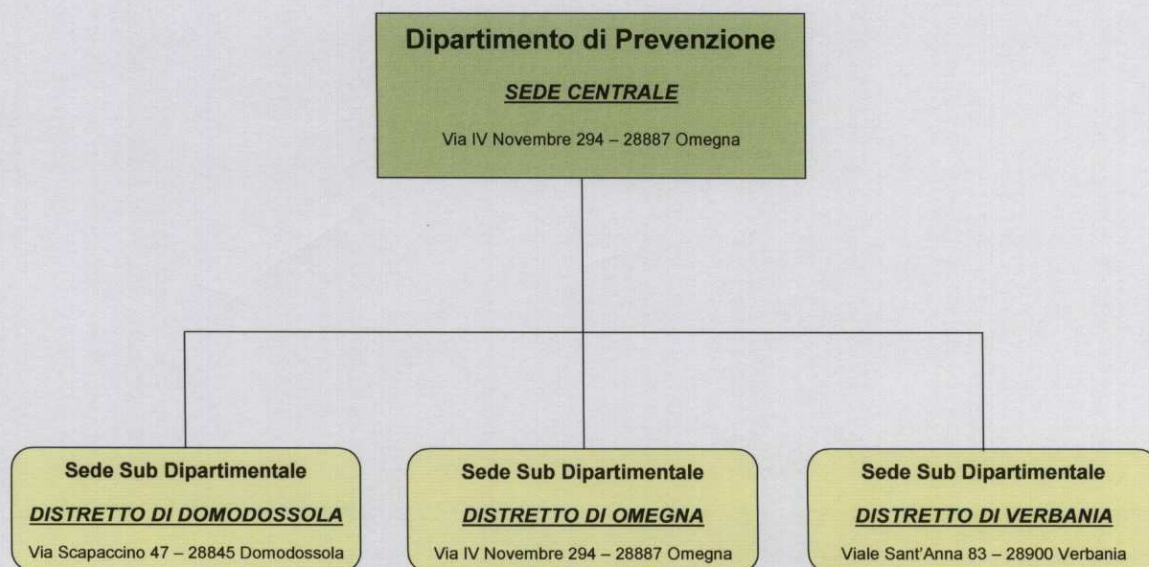 Dipartimento di Prevenzione
SEDE CENTRALE
Via IV Novembre 294 – 28887 Omegna
Sede Sub Dipartimentale
DISTRETTO DI DOMODOSSOLA
Via Scapaccino 47 – 28845 Domodossola
Sede Sub Dipartimentale
DISTRETTO DI OMEGNA
Via IV Novembre 294 – 28887 Omegna
Sede Sub Dipartimentale
DISTRETTO DI VERBANIA
Viale Sant'Anna 83 – 28900 Verbania